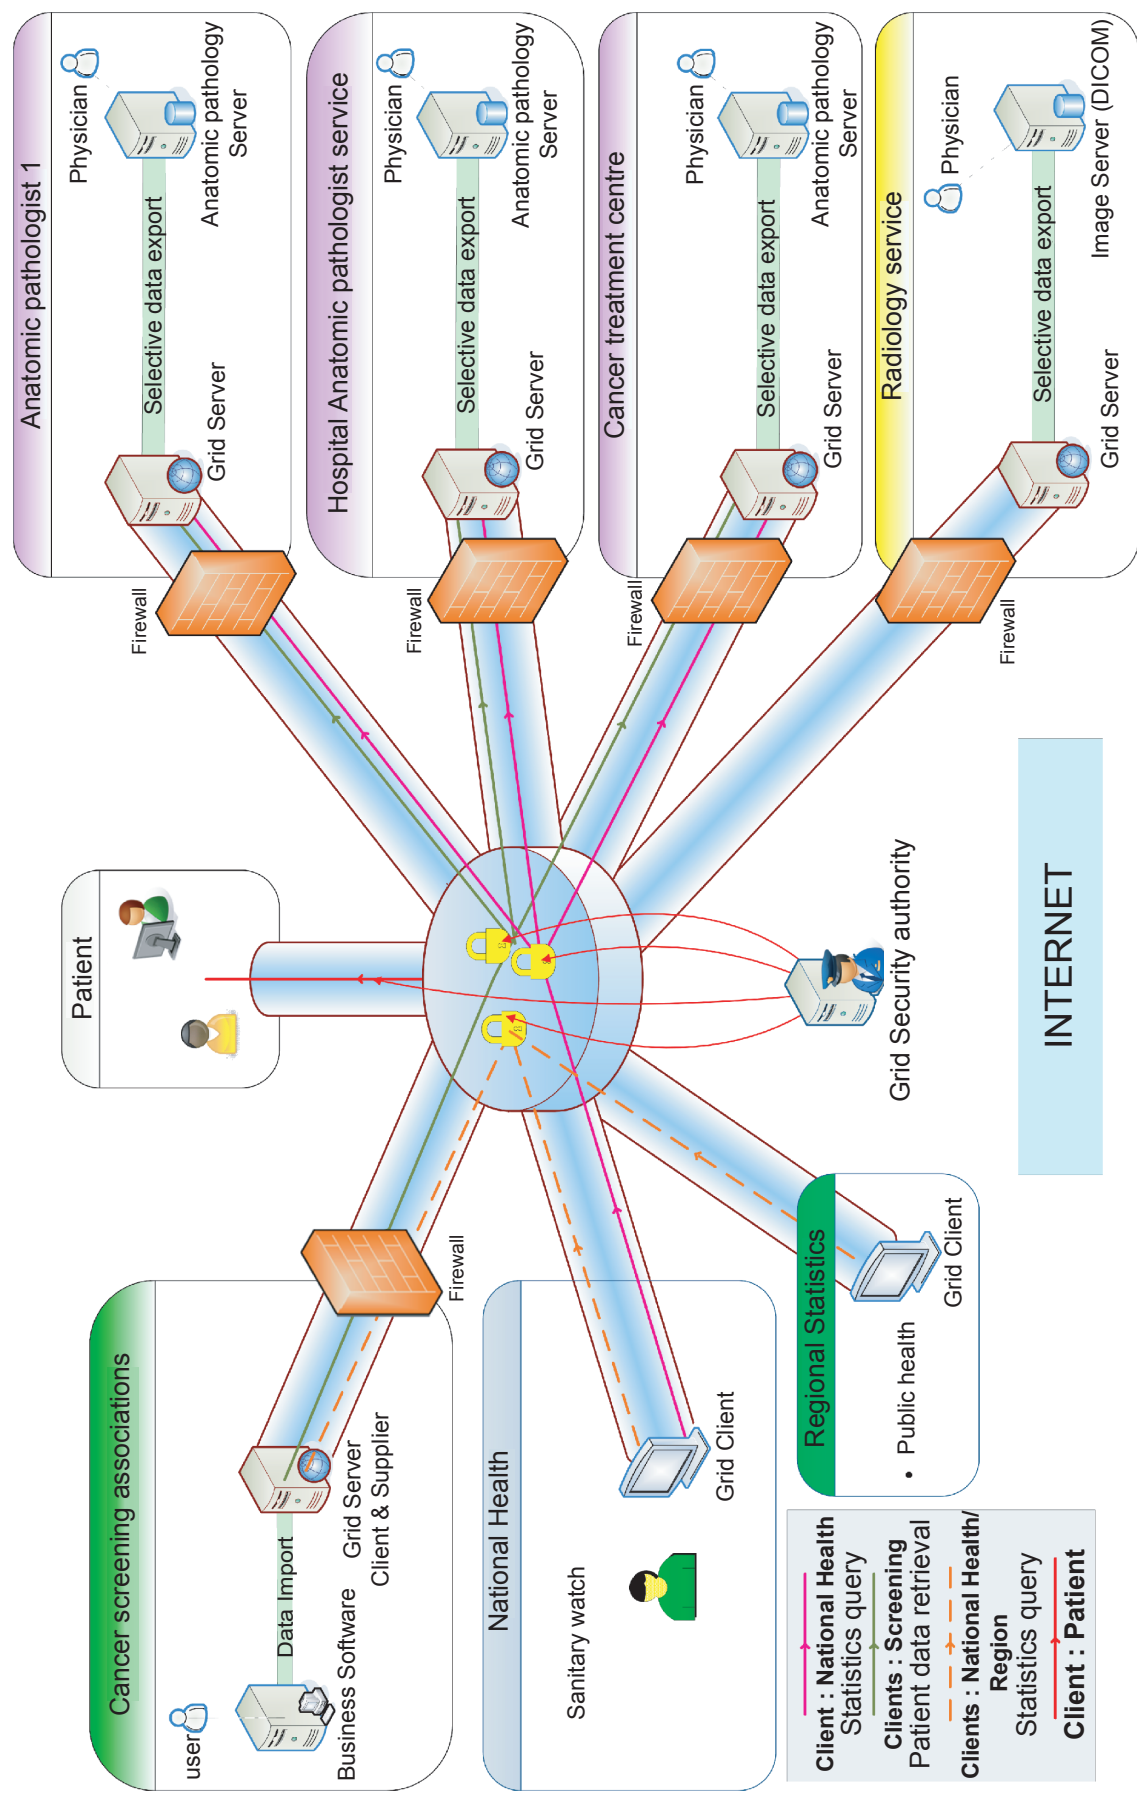 Cancer screening associations
user
Business Software
Data Import
Grid Server
Client & Supplier
Firewall
Patient
Anatomic pathologist 1
Firewall
Grid Server
Selective data export
Physician
Anatomic pathology
Server
Hospital Anatomic pathologist service
Firewall
Grid Server
Selective data export
Physician
Anatomic pathology
Server
National Health
Sanitary watch
Grid Client
Cancer treatment centre
Firewall
Grid Server
Selective data export
Physician
Anatomic pathology
Server
Regional Statistics
• Public health
Grid Client
Grid Security authority
Radiology service
Firewall
Grid Server
Selective data export
Physician
Image Server (DICOM)
Client : National Health
Statistics query
Clients : Screening
Patient data retrieval
Clients : National Health/
Region
Statistics query
Client : Patient
INTERNET